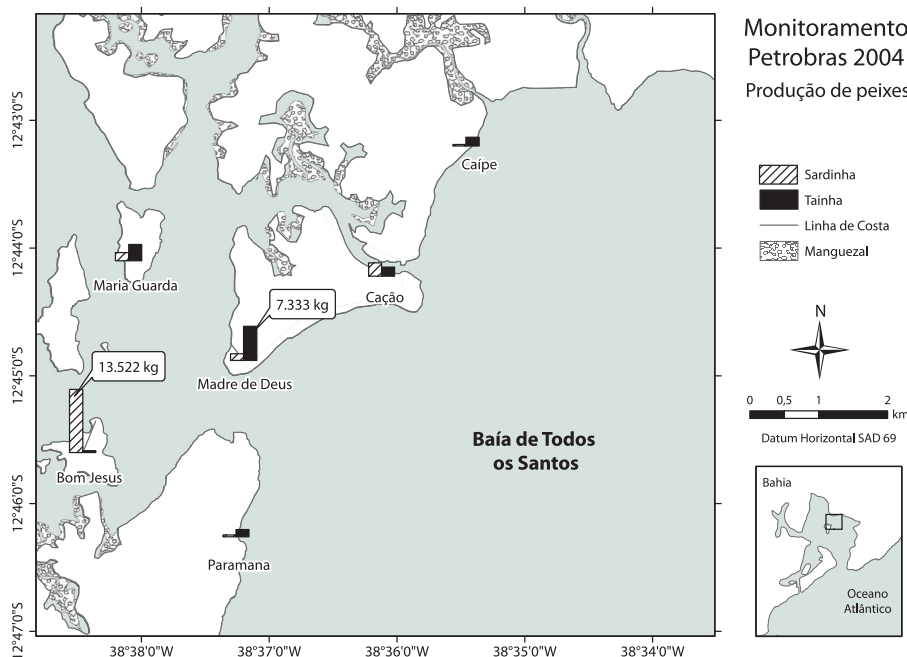 Monitoramento
Petrobras 2004
Produção de peixes
Sardinha
Tainha
Linha de Costa
Manguezal
N
0 0,5 1 2
km
Datum Horizontal SAD 69
Bahia
Oceano
Atlântico
12°43'0"S
12°44'0"S
12°45'0"S
12°46'0"S
12°47'0"S
Caípe
Maria Guarda
Cação
7.333 kg
Madre de Deus
13.522 kg
Bom Jesus
Baía de Todos
os Santos
Paramana
38°38'0"W 38°37'0"W 38°36'0"W 38°35'0"W 38°34'0"W